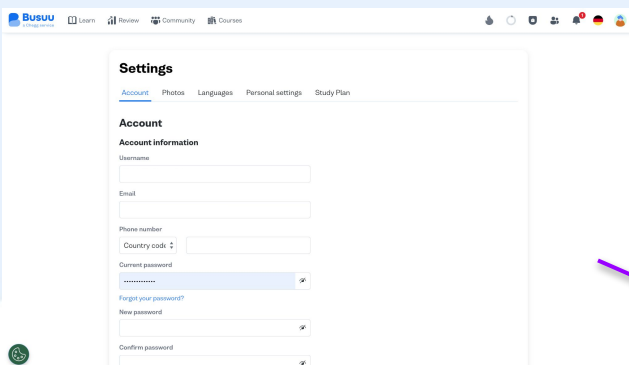 Busuu
a Chegg service
Learn
Review
Community
Courses
1
Settings
Account Photos Languages Personal settings Study Plan
Account
Account information
Username
Email
Phone number
Country code
Current password
•••••••••••••
Forgot your password?
New password
Confirm password